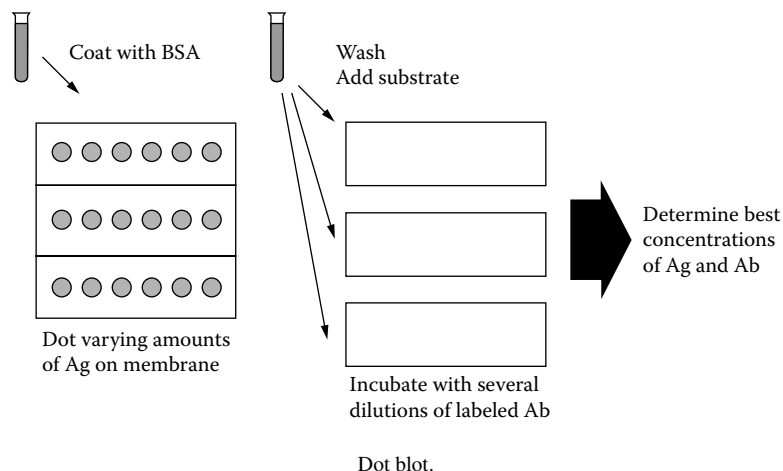 Coat with BSA
Dot varying amounts
of Ag on membrane
Wash
Add substrate
Incubate with several
dilutions of labeled Ab
Determine best
concentrations
of Ag and Ab
Dot blot.